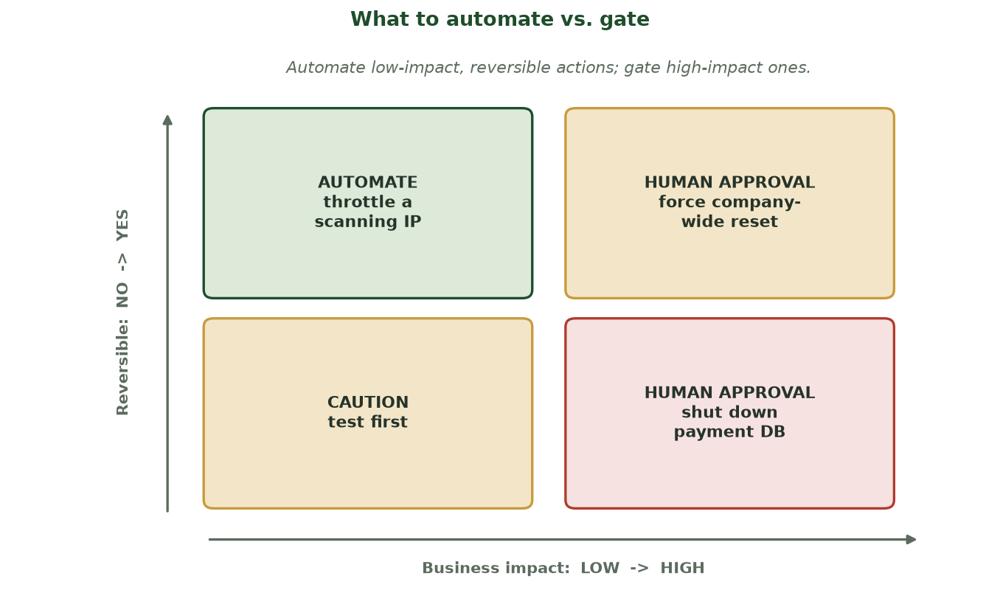 What to automate vs. gate
Automate low-impact, reversible actions; gate high-impact ones.
AUTOMATE
throttle a
scanning IP
HUMAN APPROVAL
force company-
wide reset
Reversible:  NO  ->  YES
CAUTION
test first
HUMAN APPROVAL
shut down
payment DB
Business impact:  LOW  ->  HIGH